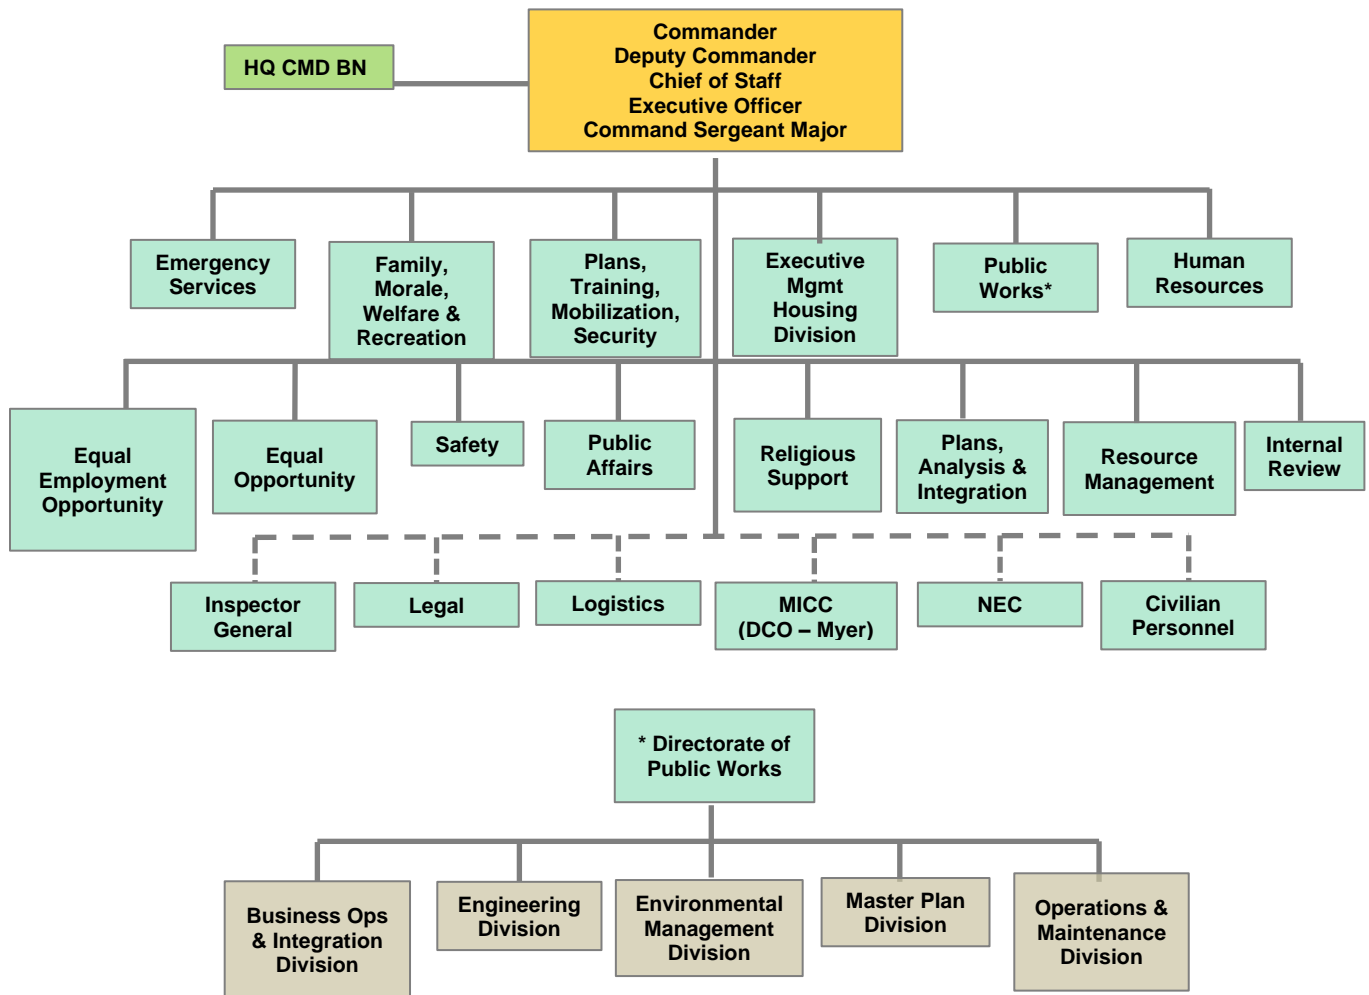 HQ CMD BN
Commander
Deputy Commander
Chief of Staff
Executive Officer
Command Sergeant Major
Emergency
Services
Family,
Morale,
Welfare &
Recreation
Plans,
Training,
Mobilization,
Security
Executive
Mgmt
Housing
Division
Public
Works*
Human
Resources
Equal
Employment
Opportunity
Equal
Opportunity
Safety
Public
Affairs
Religious
Support
Plans,
Analysis &
Integration
Resource
Management
Internal
Review
Inspector
General
Legal
Logistics
MICC
(DCO – Myer)
NEC
Civilian
Personnel
* Directorate of
Public Works
Business Ops
& Integration
Division
Engineering
Division
Environmental
Management
Division
Master Plan
Division
Operations &
Maintenance
Division